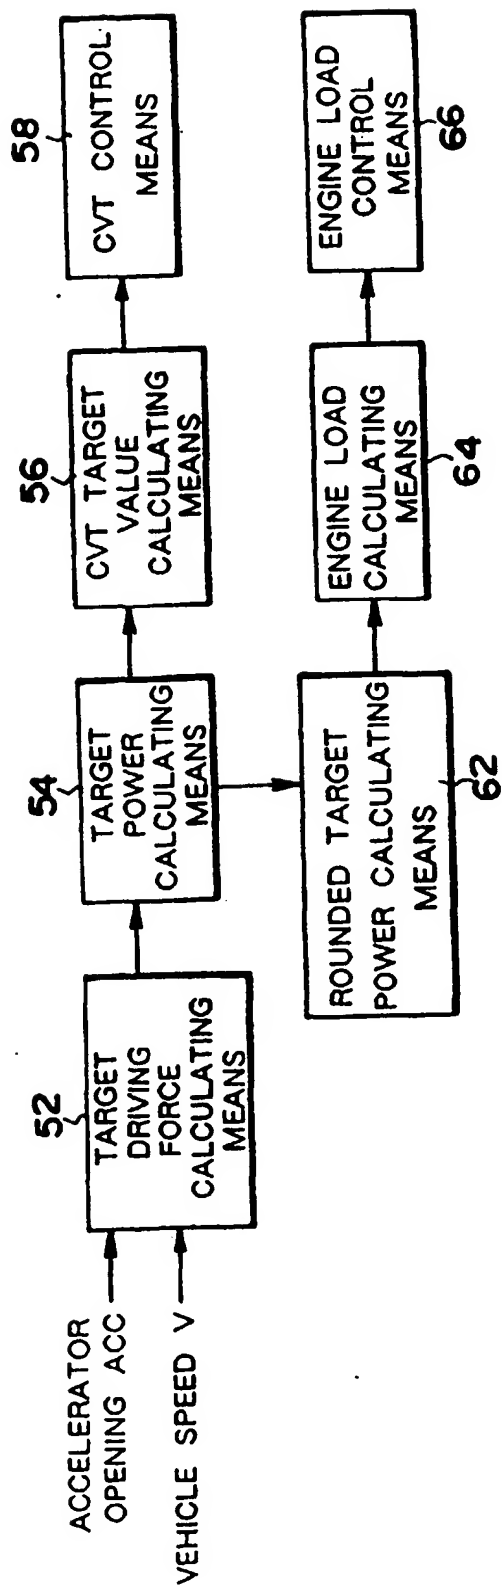 ACCELERATOR
OPENING ACC
VEHICLE SPEED V
52
TARGET
DRIVING
FORCE
CALCULATING
MEANS
54
TARGET
POWER
CALCULATING
MEANS
56
CVT TARGET
VALUE
CALCULATING
MEANS
58
CVT CONTROL
MEANS
ROUNDED TARGET
POWER CALCULATING
MEANS
62
ENGINE LOAD
CALCULATING
MEANS
64
ENGINE LOAD
CONTROL
MEANS
66